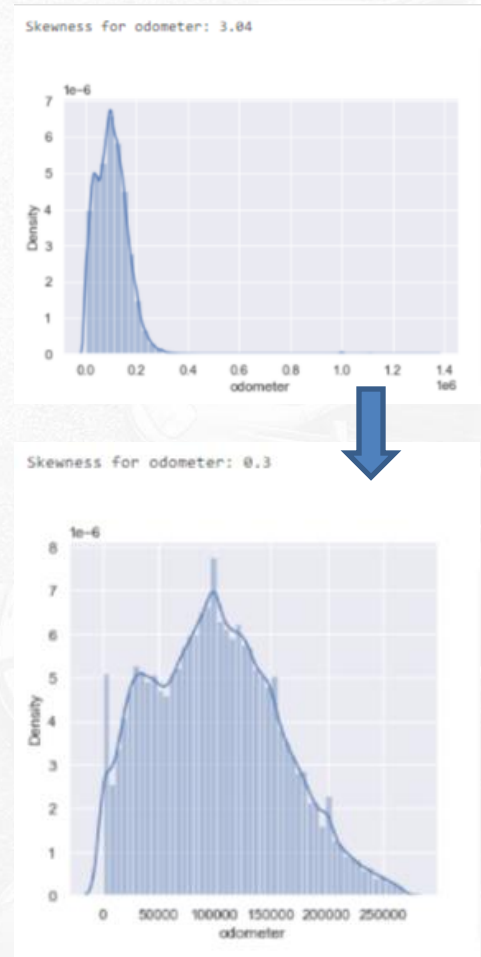 Skewness for odometer: 3.04
1e-6
7
6
5
4
3
2
1
0
Density
0.0 0.2 0.4 0.6 0.8 1.0 1.2 1.4
odometer
1e6
Skewness for odometer: 0.3
1e-6
8
7
6
5
4
3
2
1
0
Density
0 50000 100000 150000 200000 250000
odometer